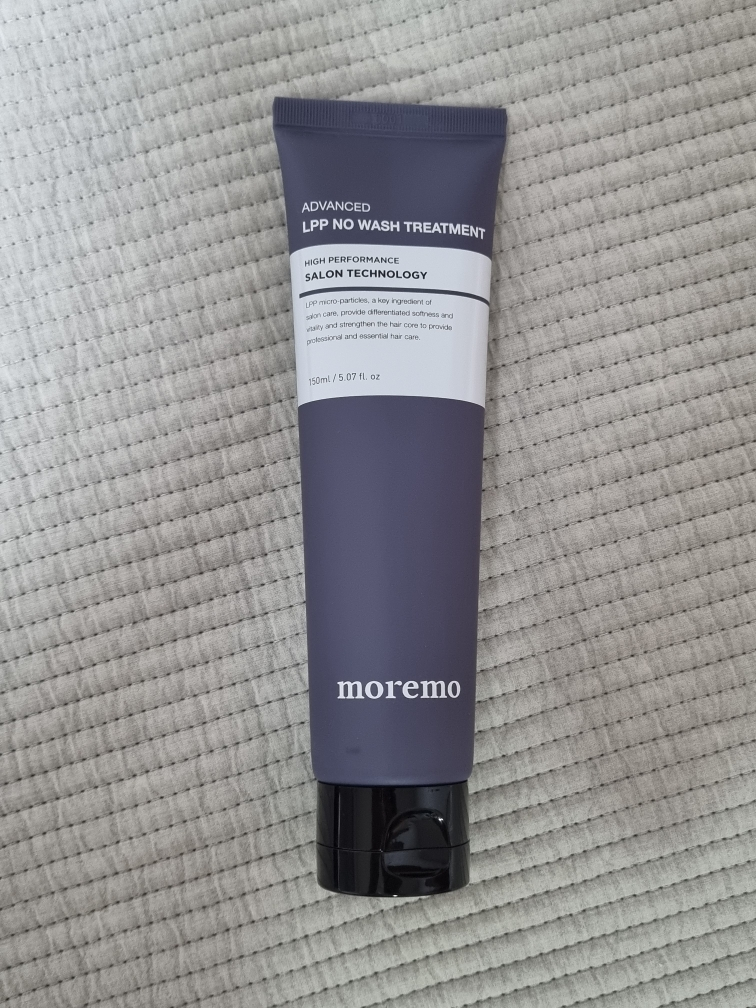 ADVANCED
LPP NO WASH TREATMENT
HIGH PERFORMANCE
SALON TECHNOLOGY
LPP micro-particles, a key ingredient of
salon care, provide differentiated softness and
vitality and strengthen the hair core to provide
professional and essential hair care.
150ml / 5.07 fl. oz
moremo